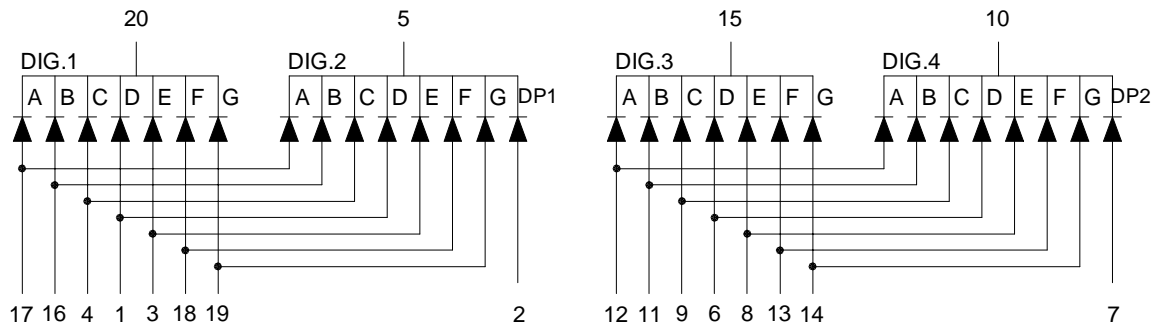 20 5 15 10
DIG.1 DIG.2 DIG.3 DIG.4
A B C D E F G A B C D E F G DP1 A B C D E F G A B C D E F G DP2
17 16 4 1 3 18 19 2 12 11 9 6 8 13 14 7